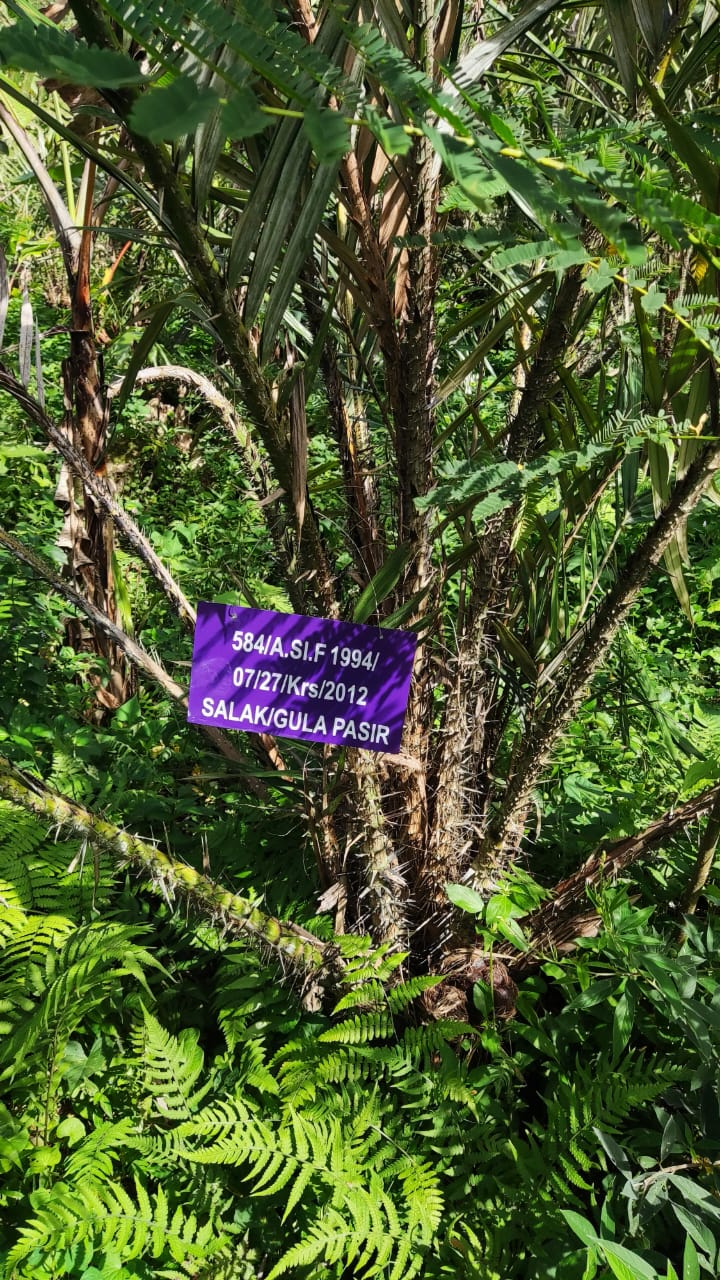 584/A.SI.F 1994/
07/27/Krs/2012
SALAK/GULA PASIR